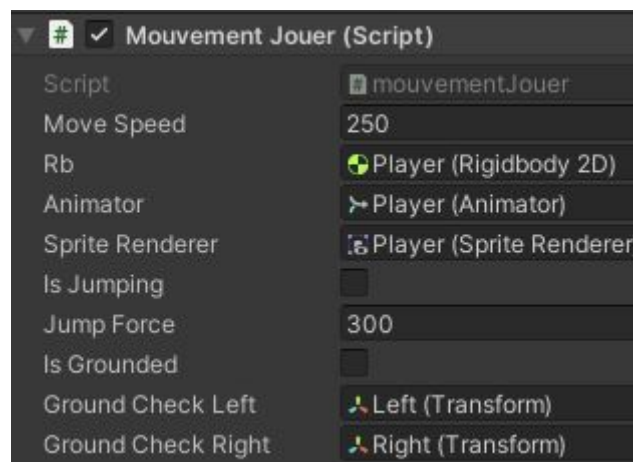 # Mouvement Jouer (Script)
Script # mouvementJouer
Move Speed 250
Rb Player (Rigidbody 2D)
Animator Player (Animator)
Sprite Renderer Player (Sprite Renderer
Is Jumping
Jump Force 300
Is Grounded
Ground Check Left Left (Transform)
Ground Check Right Right (Transform)